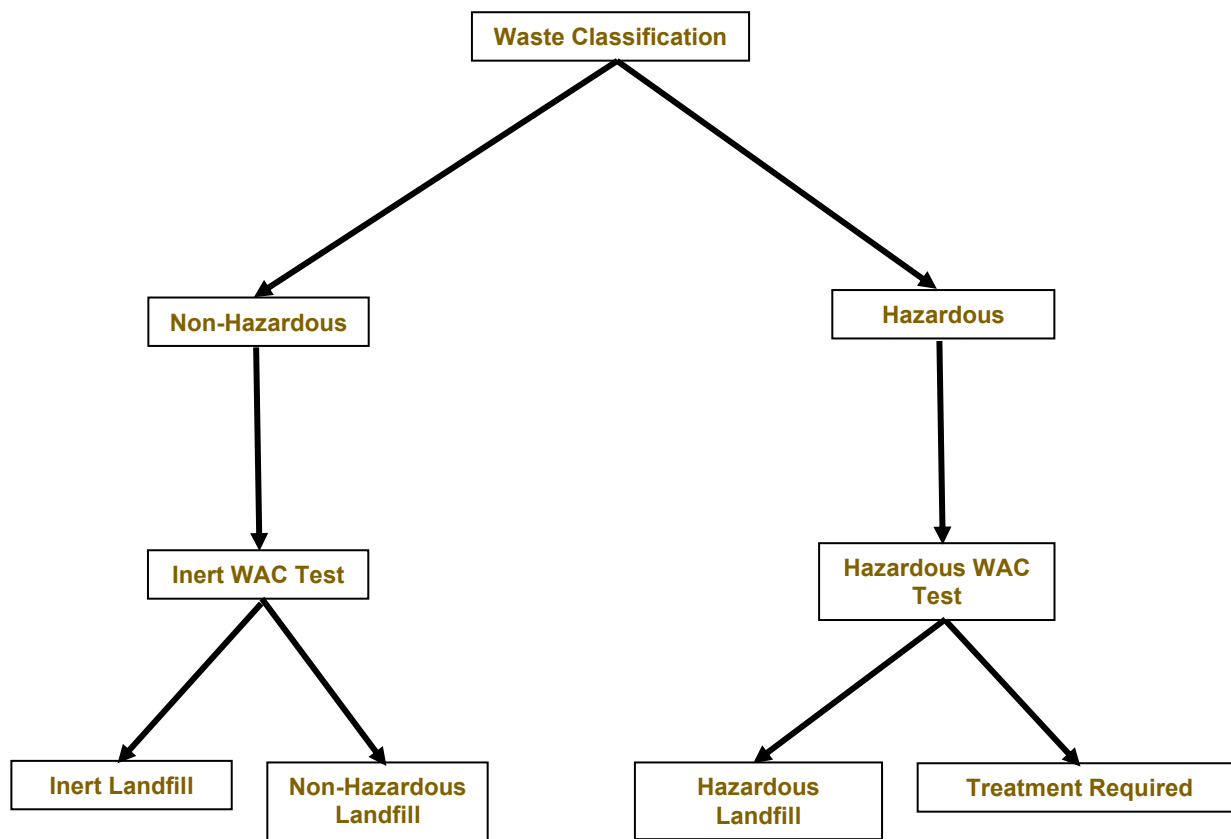 Waste Classification
Non-Hazardous
Hazardous
Inert WAC Test
Hazardous WAC
Test
Inert Landfill
Non-Hazardous
Landfill
Hazardous
Landfill
Treatment Required